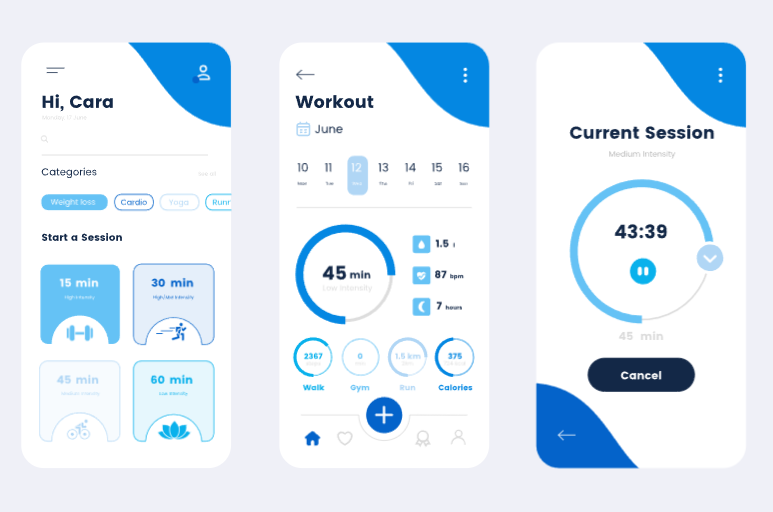 Hi, Cara
Monday, 17 June
Categories
see all
Weight loss
Cardio
Yoga
Runn
Start a Session
15 min
High Intensity
30 min
High/Mid Intensity
45 min
Medium Intensity
60 min
Low Intensity
Workout
June
10 11 12 13 14 15 16
Mon Tue Wed Thu Fri Sat Sun
45 min
Low Intensity
1.5 l
87 bpm
7 hours
2367
0
1.5 km
375
Walk
Gym
Run
Calories
Current Session
Medium Intensity
43:39
45 min
Cancel